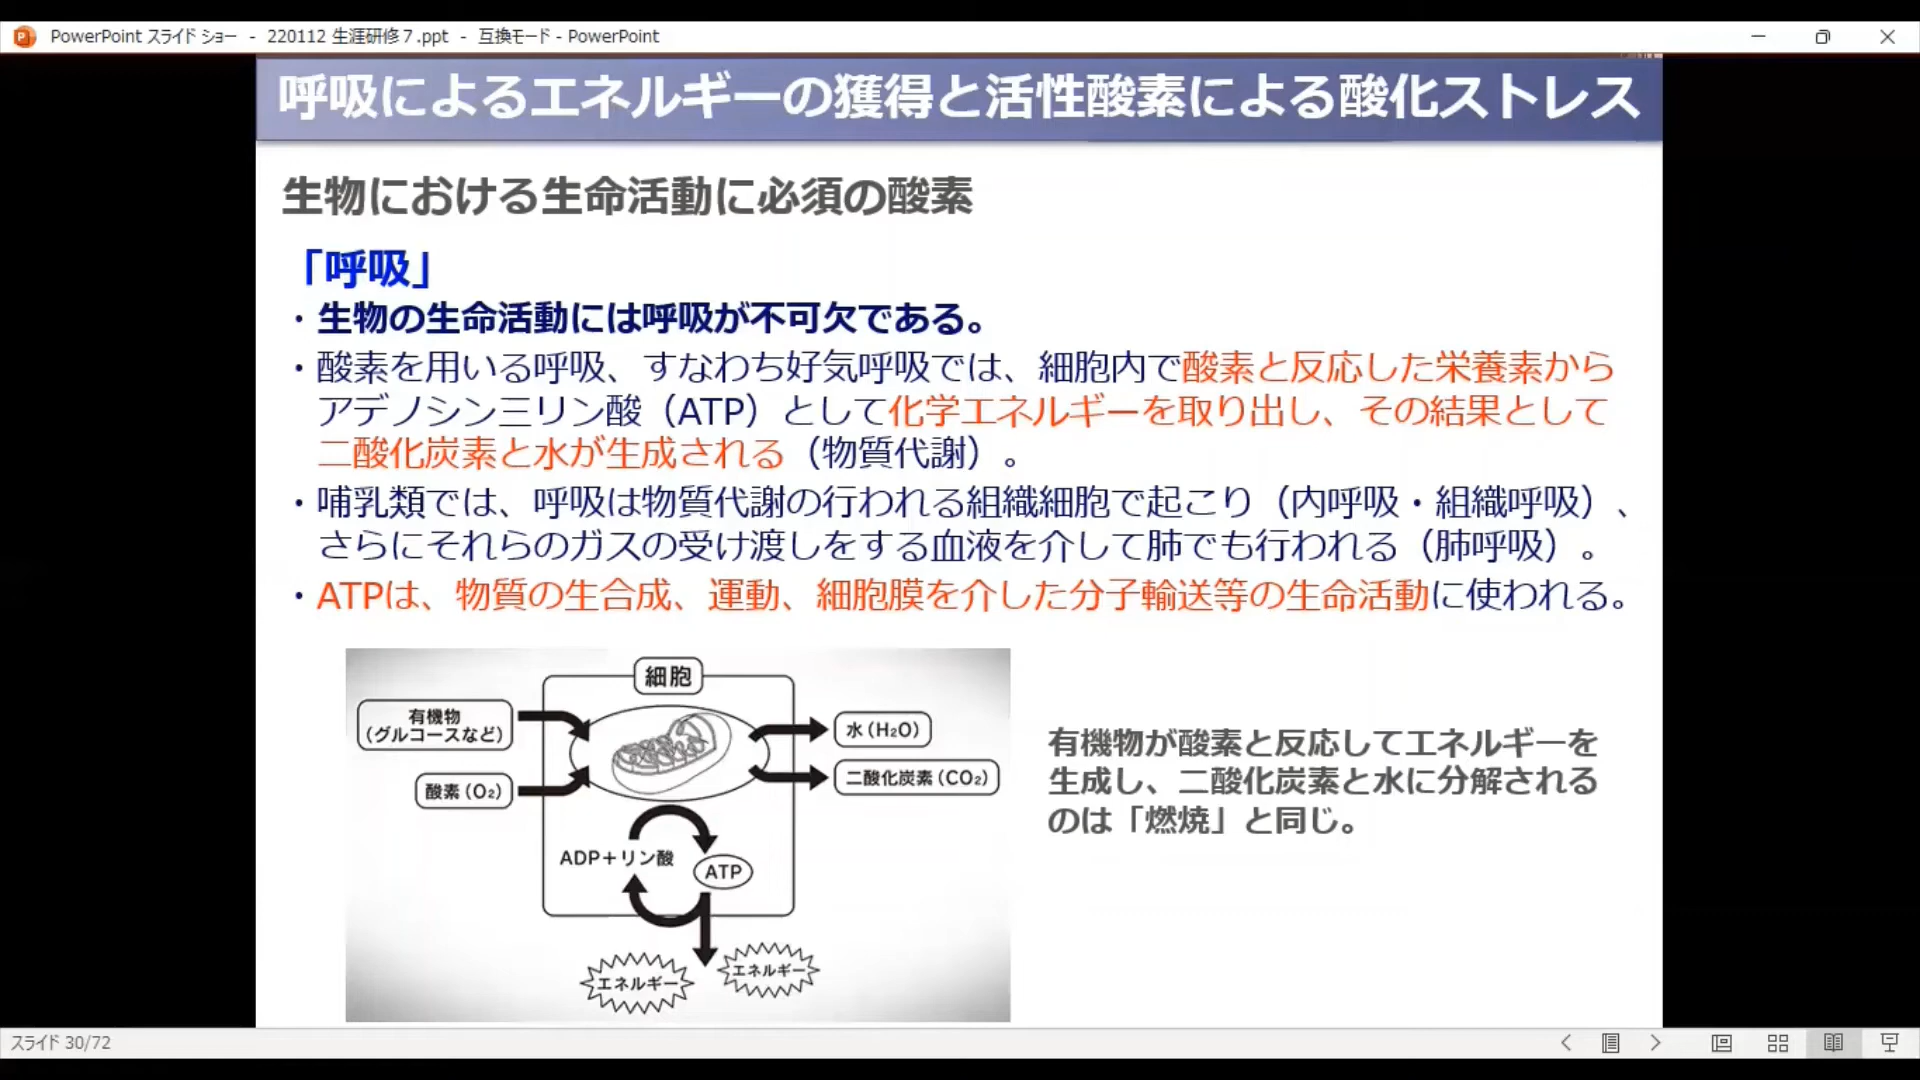 PowerPoint スライド ショー - 220112 生涯研修７.ppt - 互換モード - PowerPoint
呼吸によるエネルギーの獲得と活性酸素による酸化ストレス
生物における生命活動に必須の酸素
「呼吸」
・生物の生命活動には呼吸が不可欠である。
・酸素を用いる呼吸、すなわち好気呼吸では、細胞内で酸素と反応した栄養素から
アデノシン三リン酸（ATP）として化学エネルギーを取り出し、その結果として
二酸化炭素と水が生成される（物質代謝）。
・哺乳類では、呼吸は物質代謝の行われる組織細胞で起こり（内呼吸・組織呼吸）、
さらにそれらのガスの受け渡しをする血液を介して肺でも行われる（肺呼吸）。
・ATPは、物質の生合成、運動、細胞膜を介した分子輸送等の生命活動に使われる。
細胞
有機物
(グルコースなど)
酸素(O₂)
水(H₂O)
二酸化炭素(CO₂)
ADP＋リン酸
ATP
エネルギー
エネルギー
有機物が酸素と反応してエネルギーを
生成し、二酸化炭素と水に分解される
のは「燃焼」と同じ。
スライド 30/72